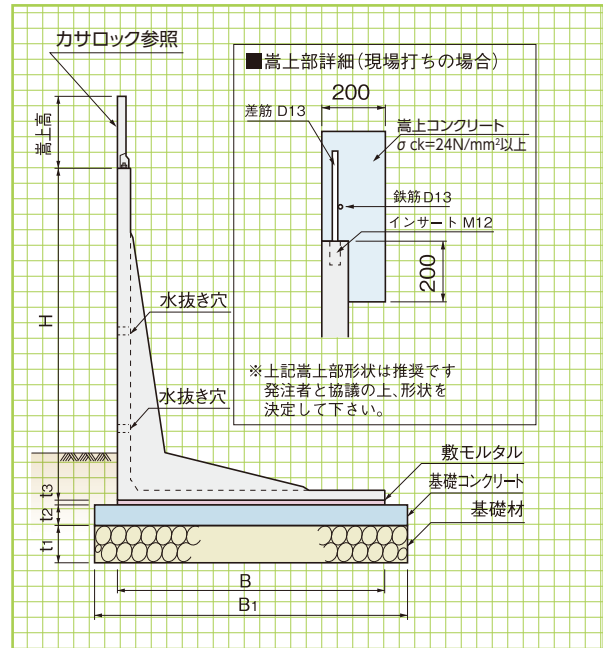 カサロック参照
■嵩上部詳細(現場打ちの場合)
200
差筋 D13
嵩上コンクリート
σck=24N/mm²以上
鉄筋D13
インサート M12
200
※上記嵩上部形状は推奨です
発注者と協議の上、形状を
決定して下さい。
嵩上高
H
水抜き穴
水抜き穴
敷モルタル
基礎コンクリート
基礎材
t3
t2
t1
B
B1